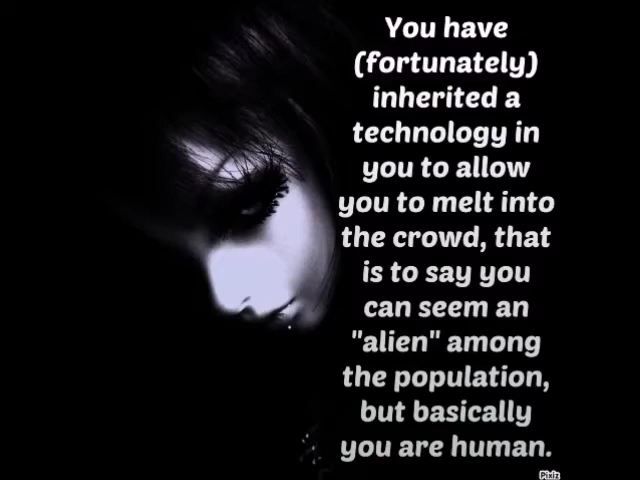 You have
(fortunately)
inherited a
technology in
you to allow
you to melt into
the crowd, that
is to say you
can seem an
"alien" among
the population,
but basically
you are human.
Pixiz